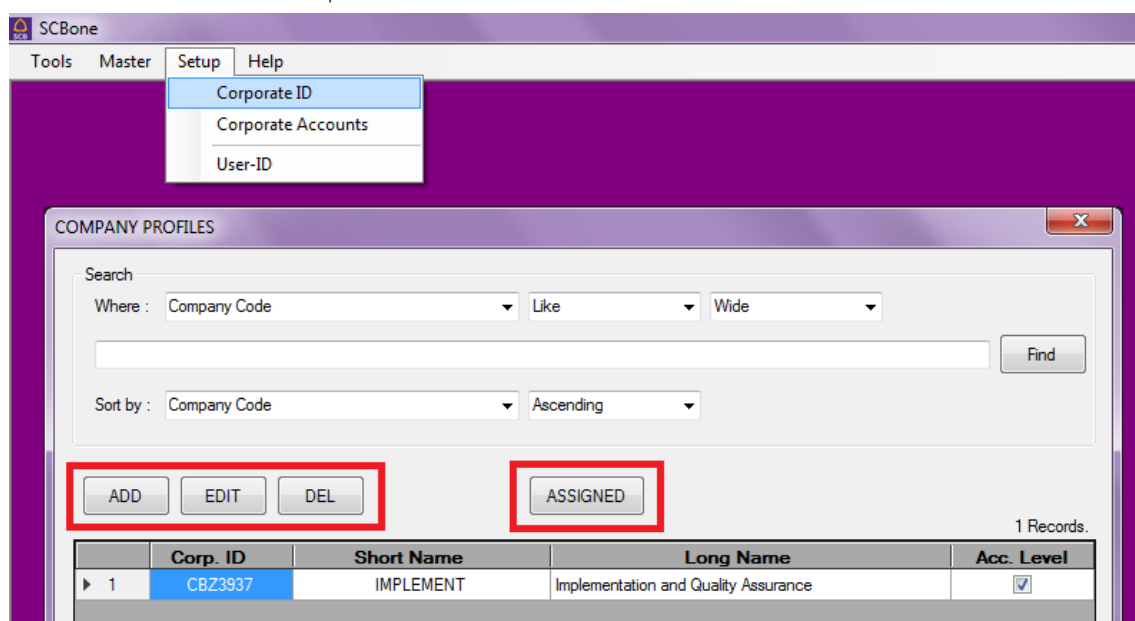 SCBone
Tools Master Setup Help
Corporate ID
Corporate Accounts
User-ID
COMPANY PROFILES
Search
Where : Company Code Like Wide
Find
Sort by : Company Code Ascending
ADD EDIT DEL ASSIGNED
1 Records.
Corp. ID Short Name Long Name Acc. Level
1 CBZ3937 IMPLEMENT Implementation and Quality Assurance